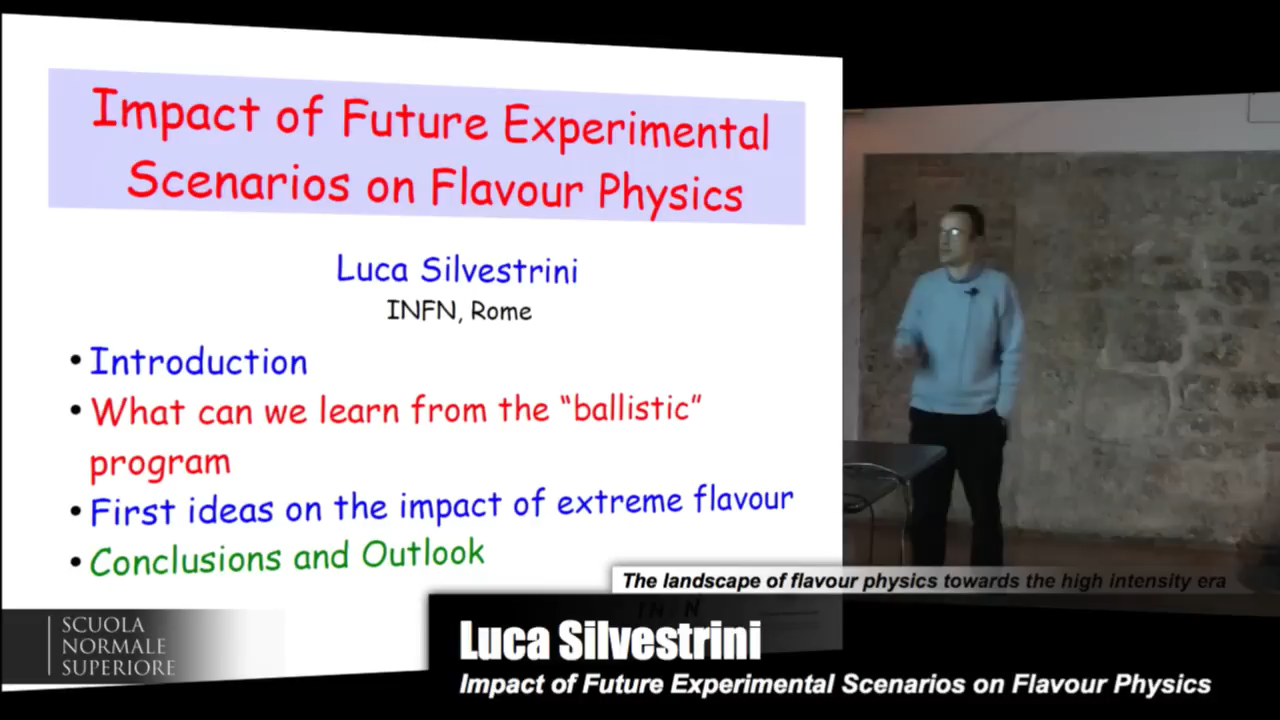 Impact of Future Experimental
Scenarios on Flavour Physics
Luca Silvestrini
INFN, Rome
• Introduction
• What can we learn from the “ballistic”
program
• First ideas on the impact of extreme flavour
• Conclusions and Outlook
The landscape of flavour physics towards the high intensity era
SCUOLA
NORMALE
SUPERIORE
Luca Silvestrini
Impact of Future Experimental Scenarios on Flavour Physics